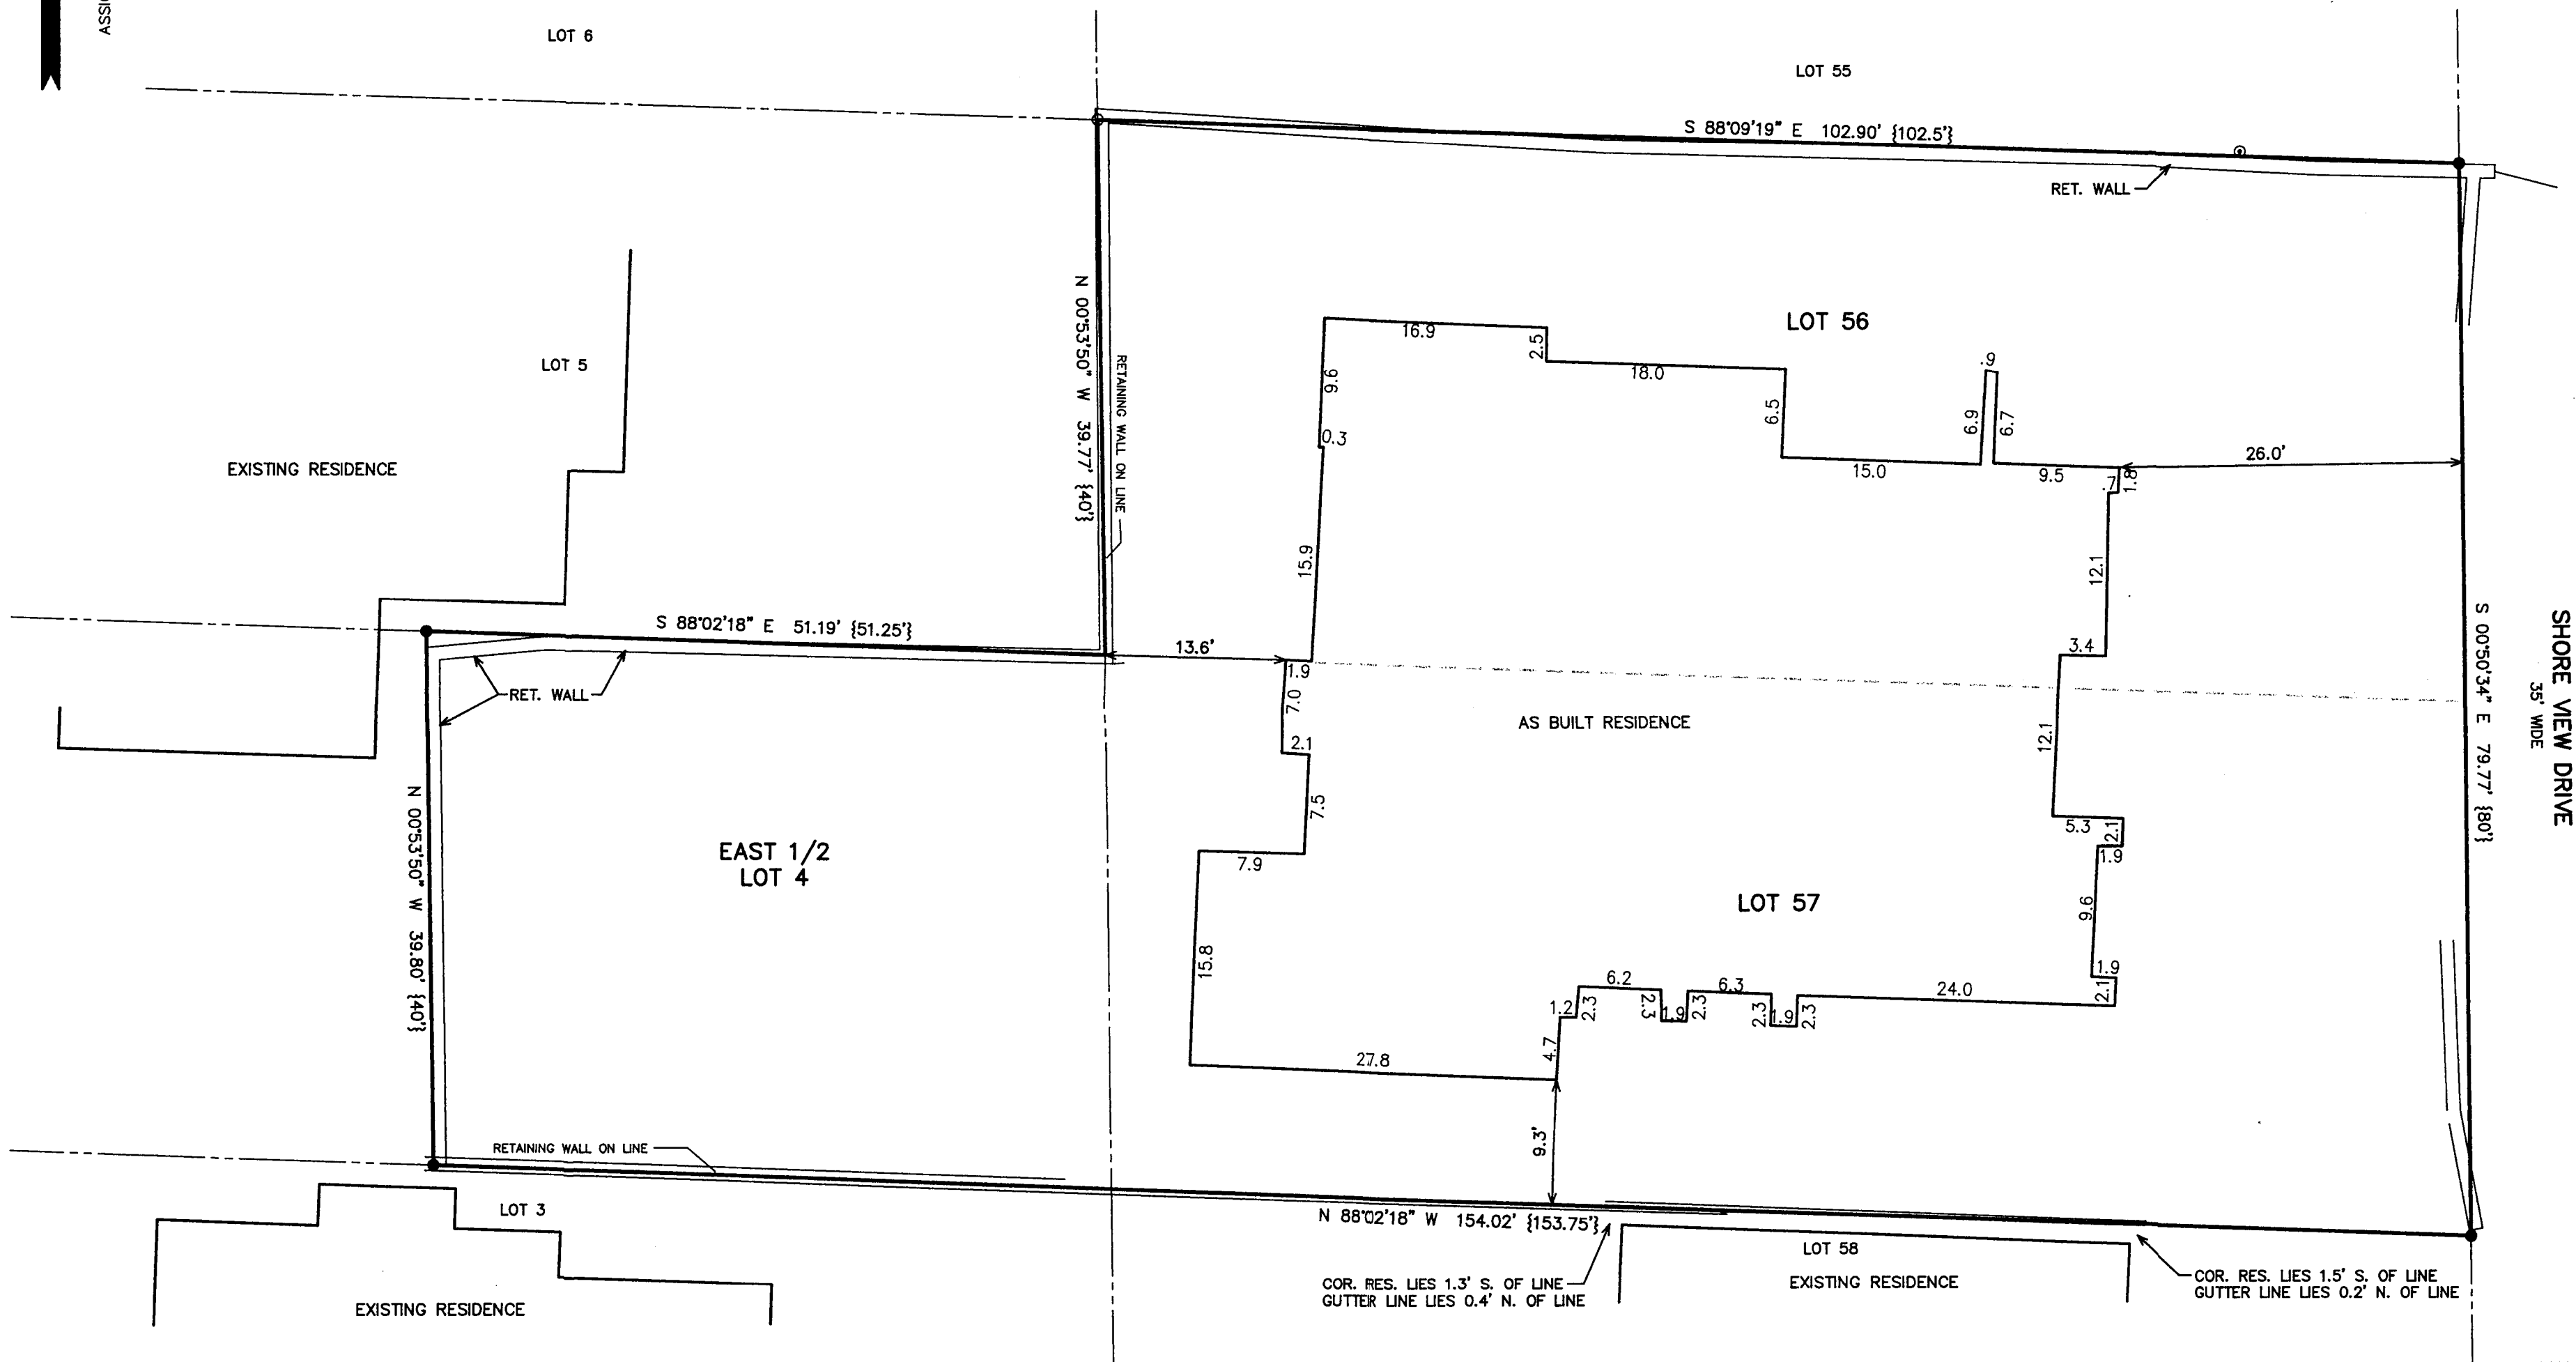 LOT 6
LOT 55
S 88°09'19" E 102.90' {102.5'}
RET. WALL
N 00°53'50" W 39.77' {40'}
RETAINING WALL ON LINE
LOT 5
EXISTING RESIDENCE
LOT 56
16.9
2.5
18.0
9.6
0.3
6.5
.9
6.9
6.7
15.0
9.5
26.0'
.7
1.8
15.9
12.1
S 88°02'18" E 51.19' {51.25'}
13.6'
3.4
1.9
7.0
RET. WALL
AS BUILT RESIDENCE
12.1
2.1
S 00°50'34" E 79.77' {80'}
SHORE VIEW DRIVE
35' WIDE
7.5
5.3
2.1
1.9
N 00°53'50" W 39.80' {40'}
EAST 1/2
LOT 4
7.9
LOT 57
9.6
15.8
1.9
2.1
6.2
6.3
24.0
1.2
2.3
2.3
1.9
2.3
2.3
1.9
2.3
4.7
27.8
9.3'
RETAINING WALL ON LINE
LOT 3
N 88°02'18" W 154.02' {153.75'}
LOT 58
EXISTING RESIDENCE
COR. RES. LIES 1.3' S. OF LINE
GUTTER LINE LIES 0.4' N. OF LINE
COR. RES. LIES 1.5' S. OF LINE
GUTTER LINE LIES 0.2' N. OF LINE
EXISTING RESIDENCE